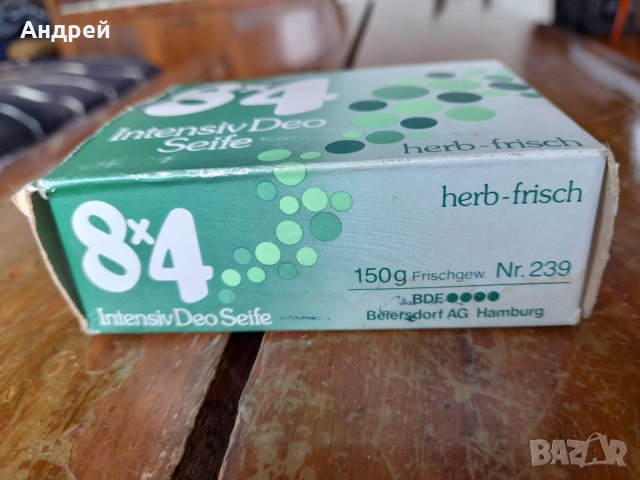 Андрей
8x4
Intensiv Deo
Seife
herb-frisch
8x4
Intensiv Deo Seife
herb-frisch
150g Frischgew. Nr. 239
BDF
Beiersdorf AG Hamburg
BAZAR